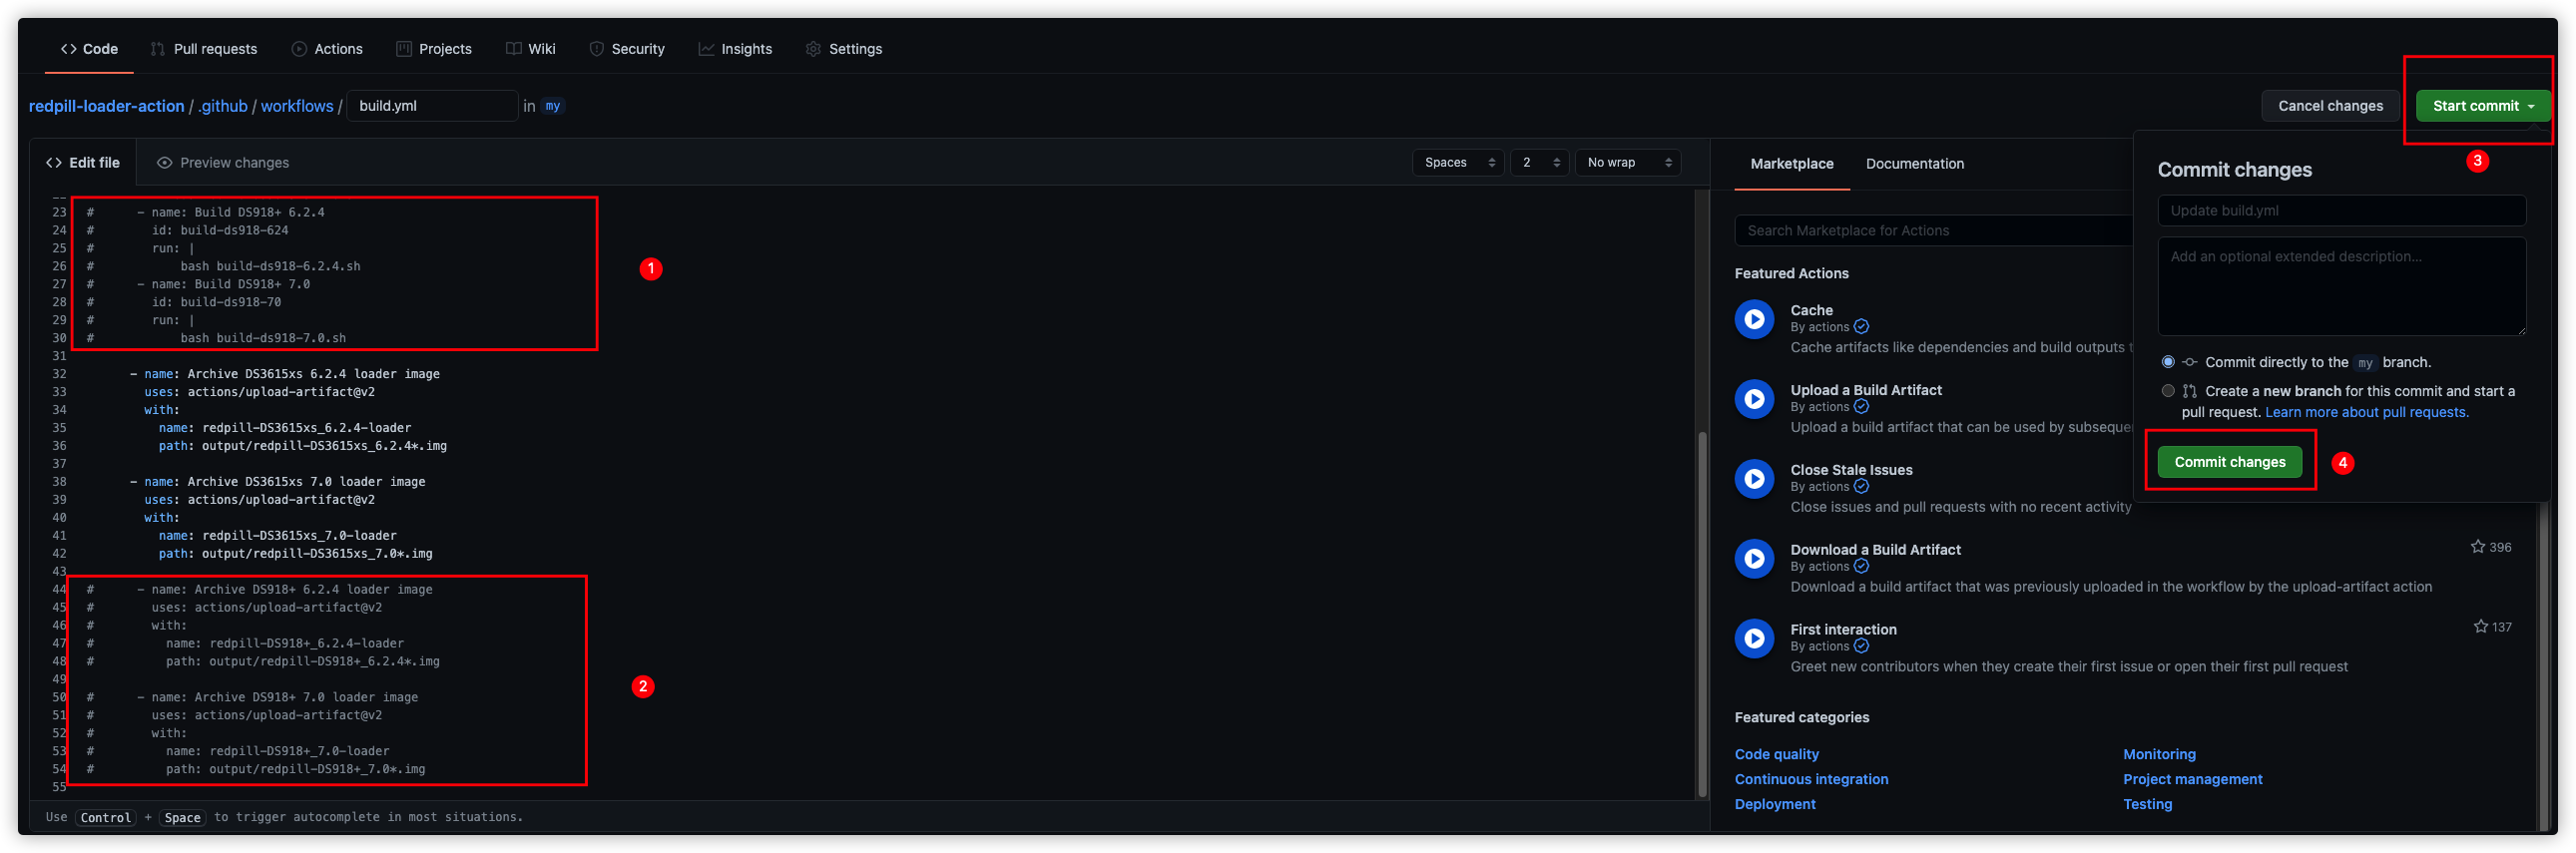 Code Pull requests Actions Projects Wiki Security Insights Settings
redpill-loader-action / .github / workflows / build.yml in my
Cancel changes Start commit
Edit file Preview changes Spaces 2 No wrap
23 # - name: Build DS918+ 6.2.4
24 # id: build-ds918-624
25 # run: |
26 # bash build-ds918-6.2.4.sh
27 # - name: Build DS918+ 7.0
28 # id: build-ds918-70
29 # run: |
30 # bash build-ds918-7.0.sh
31
32 - name: Archive DS3615xs 6.2.4 loader image
33 uses: actions/upload-artifact@v2
34 with:
35 name: redpill-DS3615xs_6.2.4-loader
36 path: output/redpill-DS3615xs_6.2.4*.img
37
38 - name: Archive DS3615xs 7.0 loader image
39 uses: actions/upload-artifact@v2
40 with:
41 name: redpill-DS3615xs_7.0-loader
42 path: output/redpill-DS3615xs_7.0*.img
43
44 # - name: Archive DS918+ 6.2.4 loader image
45 # uses: actions/upload-artifact@v2
46 # with:
47 # name: redpill-DS918+_6.2.4-loader
48 # path: output/redpill-DS918+_6.2.4*.img
49
50 # - name: Archive DS918+ 7.0 loader image
51 # uses: actions/upload-artifact@v2
52 # with:
53 # name: redpill-DS918+_7.0-loader
54 # path: output/redpill-DS918+_7.0*.img
55
1
2
Use Control + Space to trigger autocomplete in most situations.
Marketplace Documentation
Search Marketplace for Actions
Featured Actions
Cache
By actions
Cache artifacts like dependencies and build outputs
Upload a Build Artifact
By actions
Upload a build artifact that can be used by
Close Stale Issues
By actions
Close issues and pull requests with no recent activity
Download a Build Artifact
By actions
396
Download a build artifact that was previously uploaded in the workflow by the upload-artifact action
First interaction
By actions
137
Greet new contributors when they create their first issue or open their first pull request
Featured categories
Code quality Monitoring
Continuous integration Project management
Deployment Testing
3
Commit changes
Update build.yml
Add an optional extended description...
Commit directly to the my branch.
Create a new branch for this commit and start a
pull request. Learn more about pull requests.
Commit changes
4